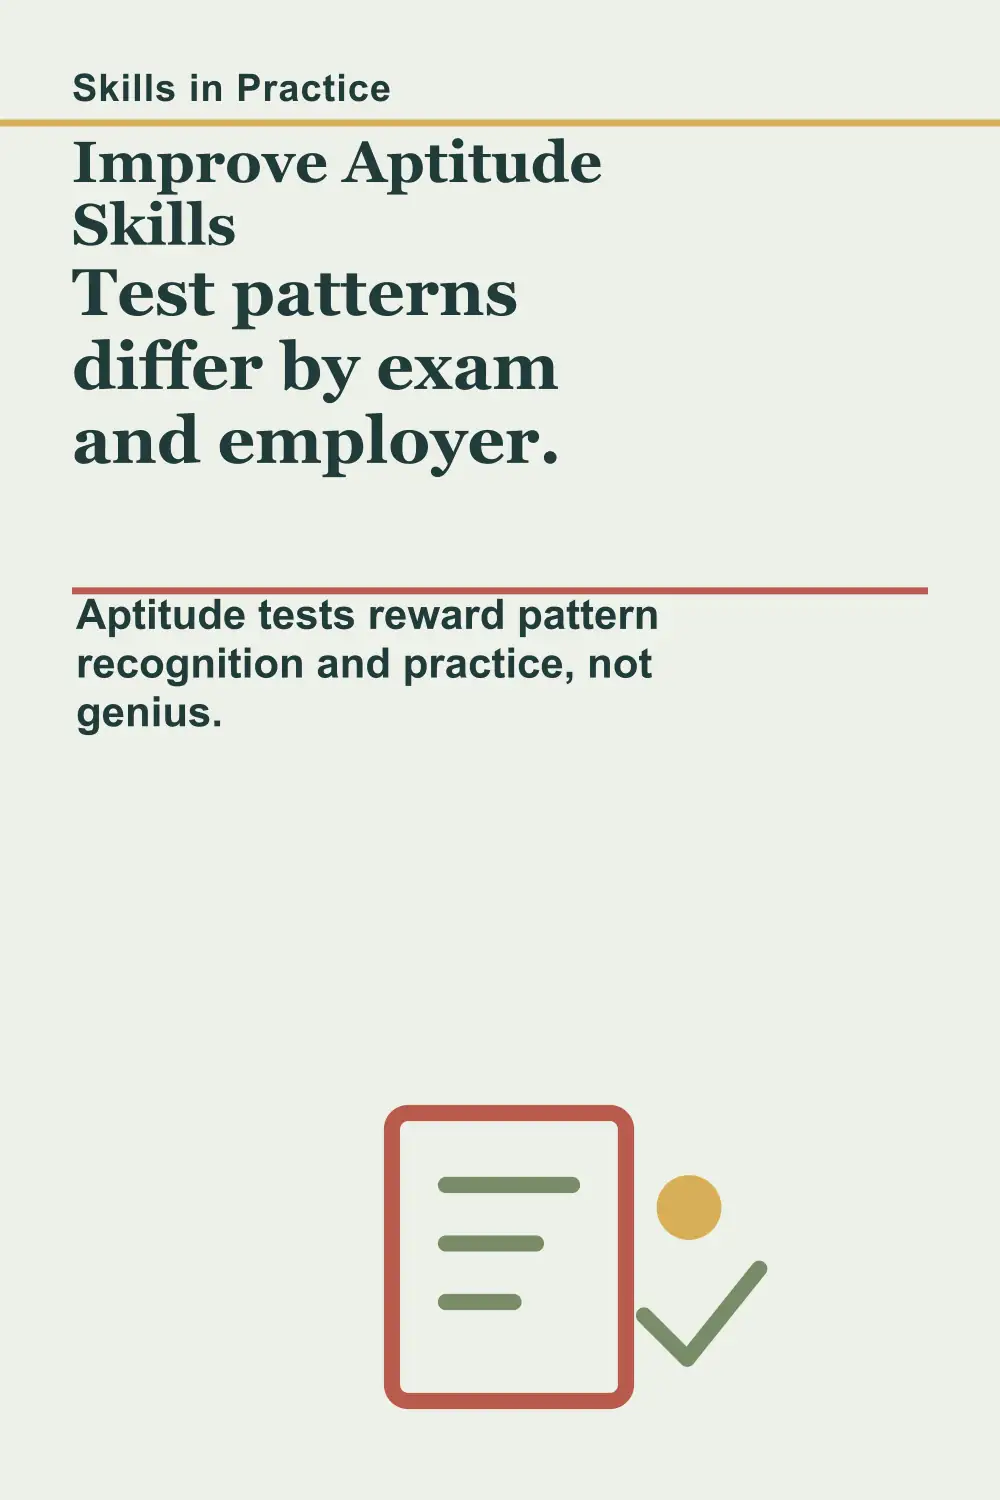 Skills in Practice
Improve Aptitude
Skills
Test patterns
differ by exam
and employer.
Aptitude tests reward pattern
recognition and practice, not
genius.